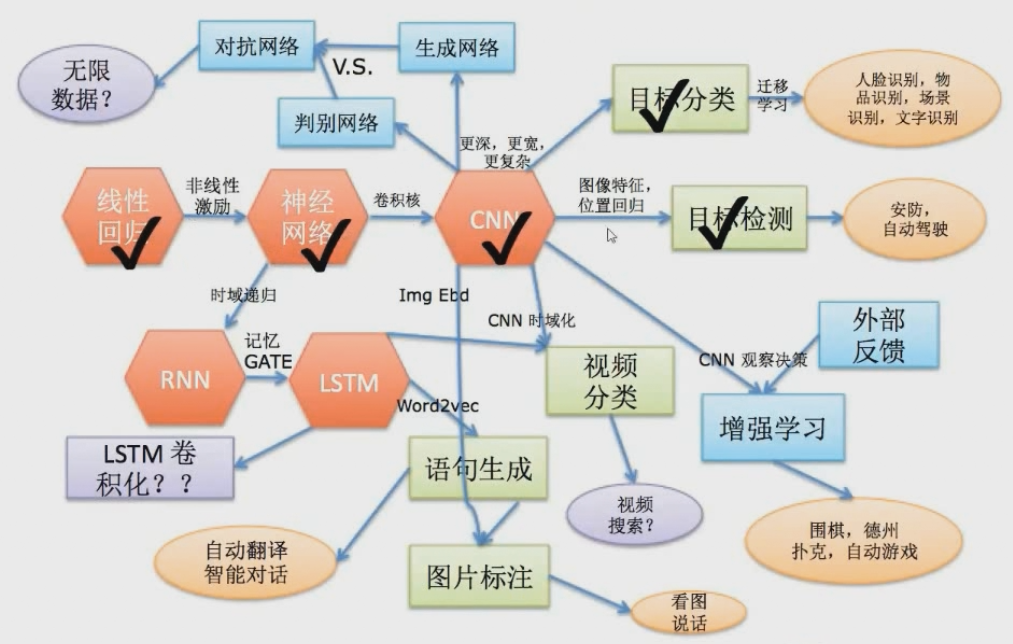 对抗网络
生成网络
无限
数据？
V.S.
判别网络
目标分类
迁移
学习
人脸识别，物
品识别，场景
识别，文字识别
更深，更宽，
更复杂
线性
回归
非线性
激励
神经
网络
卷积核
CNN
图像特征，
位置回归
目标检测
安防，
自动驾驶
时域递归
Img Ebd
CNN 时域化
外部
反馈
RNN
记忆
GATE
LSTM
视频
分类
CNN 观察决策
Word2vec
增强学习
LSTM 卷
积化？？
语句生成
视频
搜索？
围棋，德州
扑克，自动游戏
自动翻译
智能对话
图片标注
看图
说话